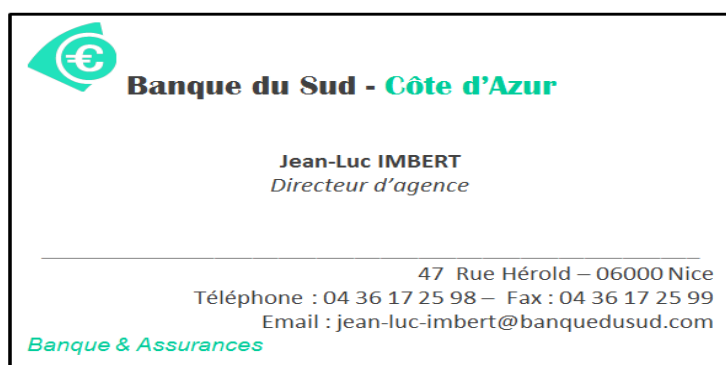 Banque du Sud - Côte d'Azur
Jean-Luc IMBERT
Directeur d'agence
47 Rue Hérold – 06000 Nice
Téléphone : 04 36 17 25 98 – Fax : 04 36 17 25 99
Email : jean-luc-imbert@banquedusud.com
Banque & Assurances